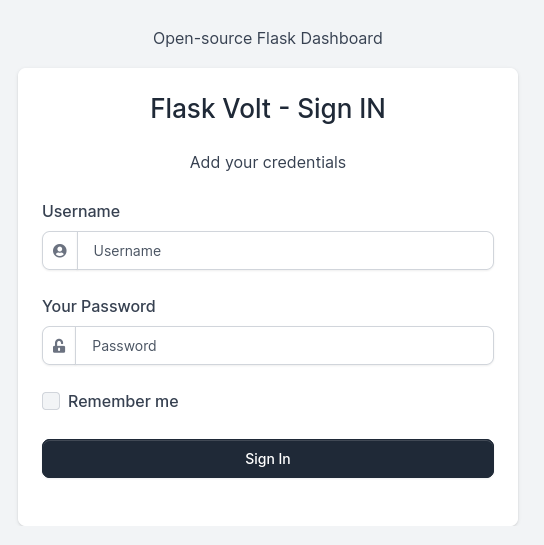 Open-source Flask Dashboard
Flask Volt - Sign IN
Add your credentials
Username
Username
Your Password
Password
Remember me
Sign In